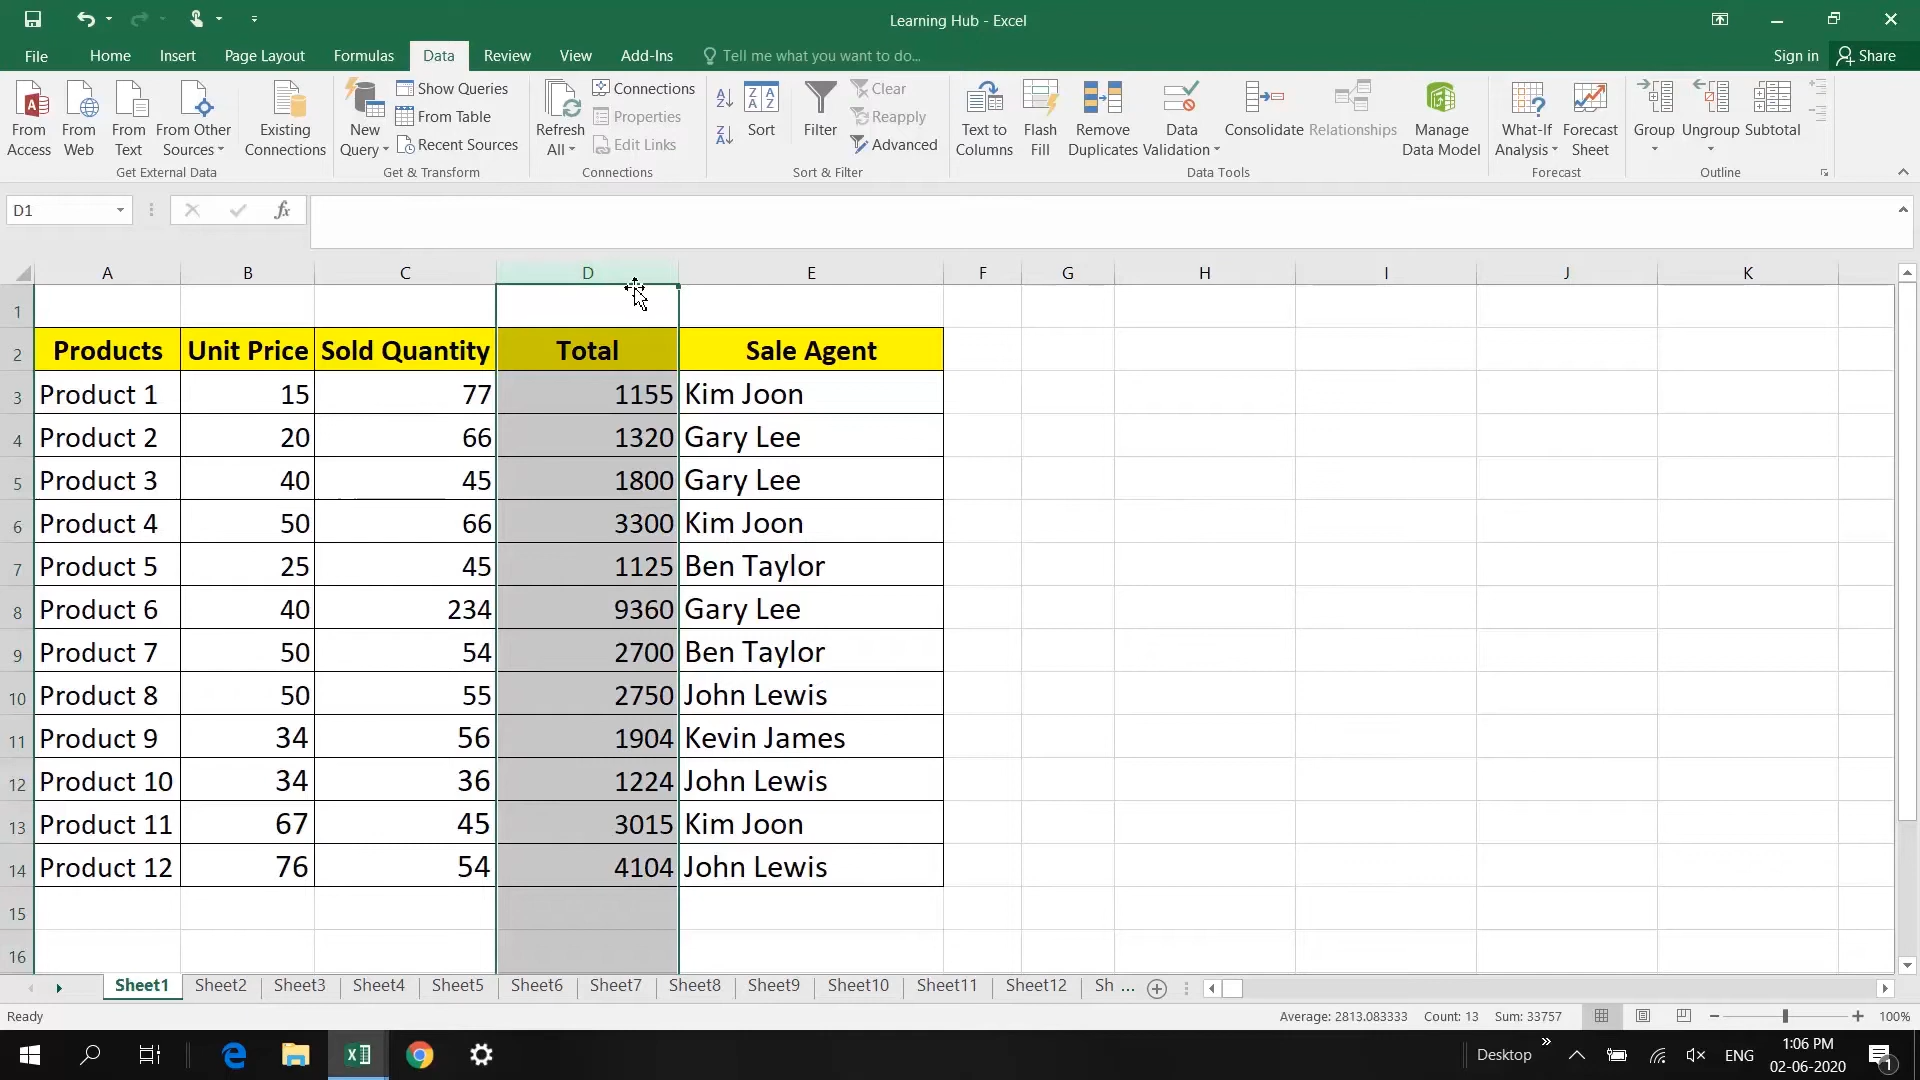 Learning Hub - Excel
File Home Insert Page Layout Formulas Data Review View Add-Ins Tell me what you want to do... Sign in Share
From Access
From Web
From Text
From Other Sources
Existing Connections
Get External Data
New Query
Show Queries
From Table
Recent Sources
Get & Transform
Refresh All
Connections
Properties
Edit Links
Connections
A Z
Z A
Z A A Z
Sort
Filter
Clear
Reapply
Advanced
Sort & Filter
Text to Columns
Flash Fill
Remove Duplicates
Data Validation
Consolidate
Relationships
Manage Data Model
Data Tools
What-If Analysis
Forecast Sheet
Forecast
Group
Ungroup
Subtotal
Outline
D1 fx
A B C D E F G H I J K
1
2 Products Unit Price Sold Quantity Total Sale Agent
3 Product 1 15 77 1155 Kim Joon
4 Product 2 20 66 1320 Gary Lee
5 Product 3 40 45 1800 Gary Lee
6 Product 4 50 66 3300 Kim Joon
7 Product 5 25 45 1125 Ben Taylor
8 Product 6 40 234 9360 Gary Lee
9 Product 7 50 54 2700 Ben Taylor
10 Product 8 50 55 2750 John Lewis
11 Product 9 34 56 1904 Kevin James
12 Product 10 34 36 1224 John Lewis
13 Product 11 67 45 3015 Kim Joon
14 Product 12 76 54 4104 John Lewis
15
16
Sheet1 Sheet2 Sheet3 Sheet4 Sheet5 Sheet6 Sheet7 Sheet8 Sheet9 Sheet10 Sheet11 Sheet12 Sh ...
Ready Average: 2813.083333 Count: 13 Sum: 33757 100%
Desktop » ENG 1:06 PM
02-06-2020 1